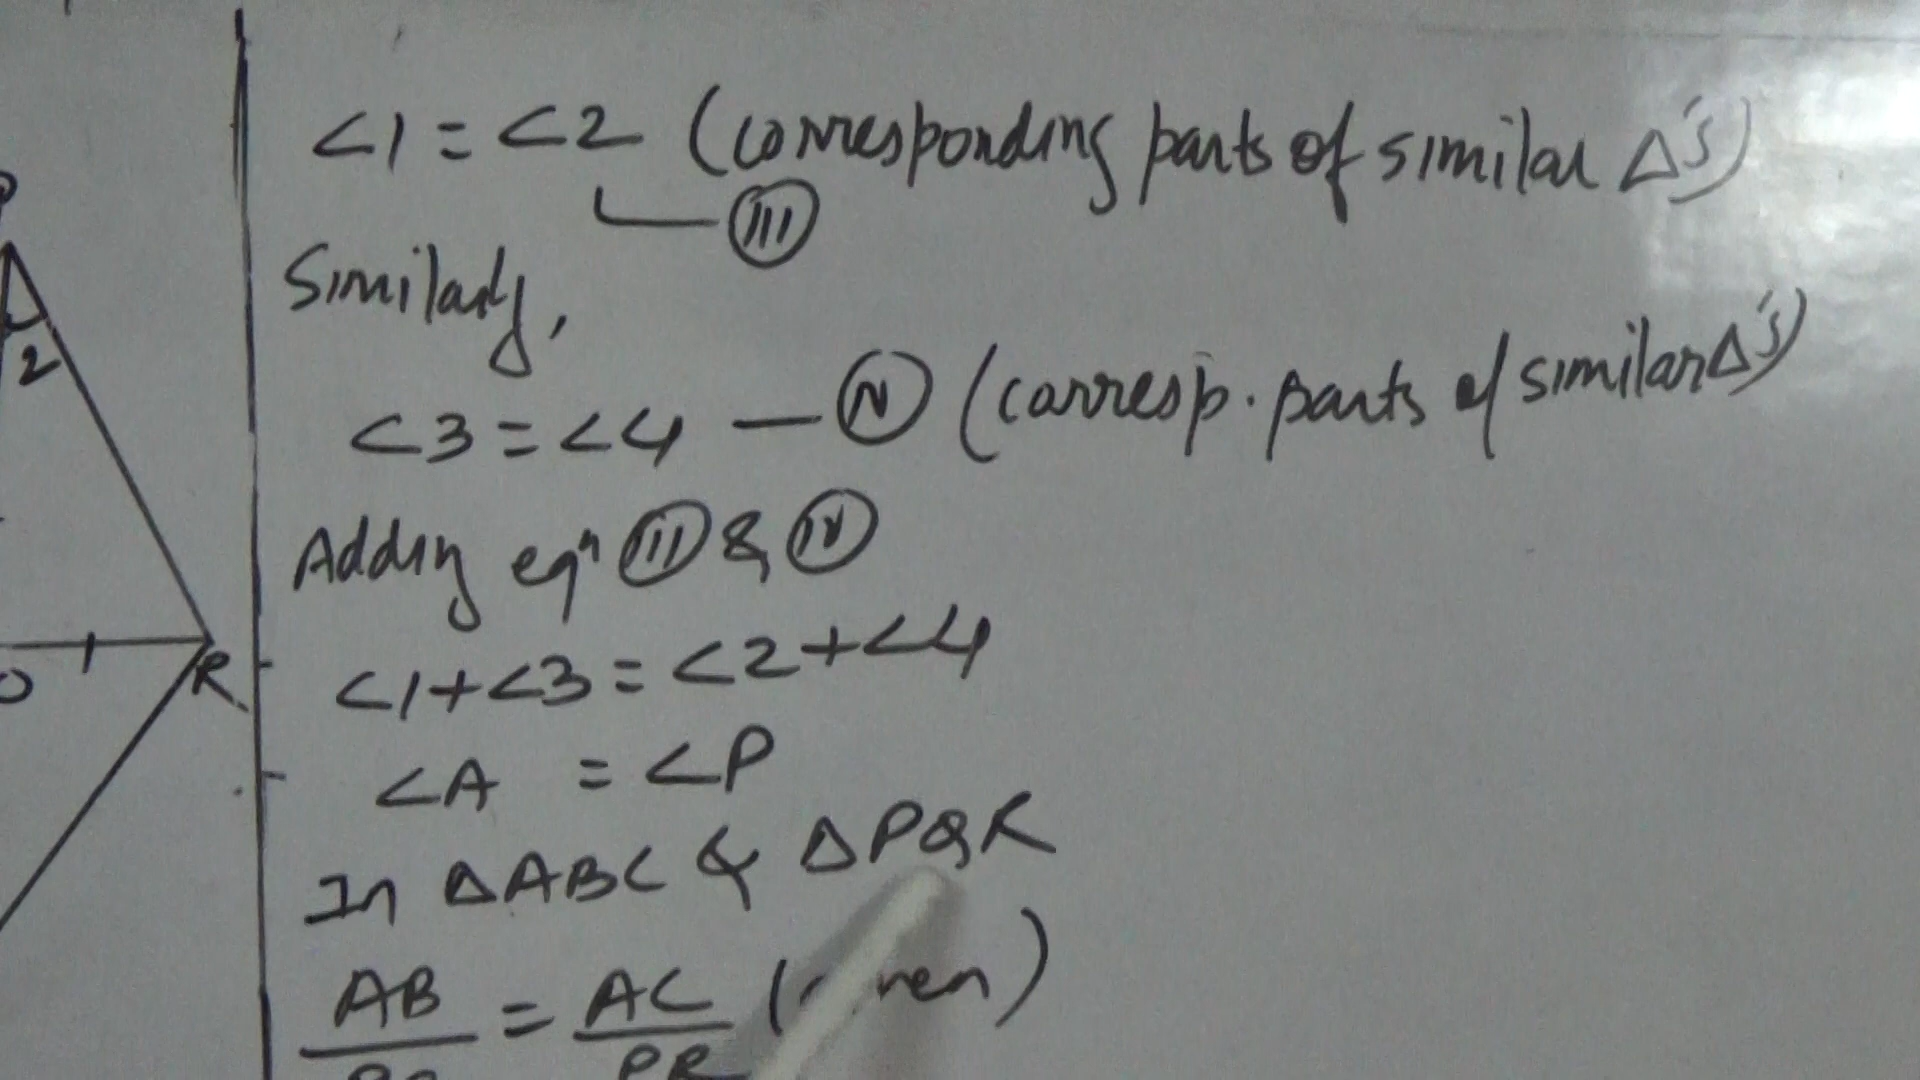 2
R
<1 = <2 (corresponding parts of similar Δ's)
III
Similarly,
<3 = <4 — IV (corresp. parts of similar Δ's)
Adding eqn III & IV
<1+<3 = <2+<4
<A = <P
In ΔABC & ΔPQR
AB = AC
PR